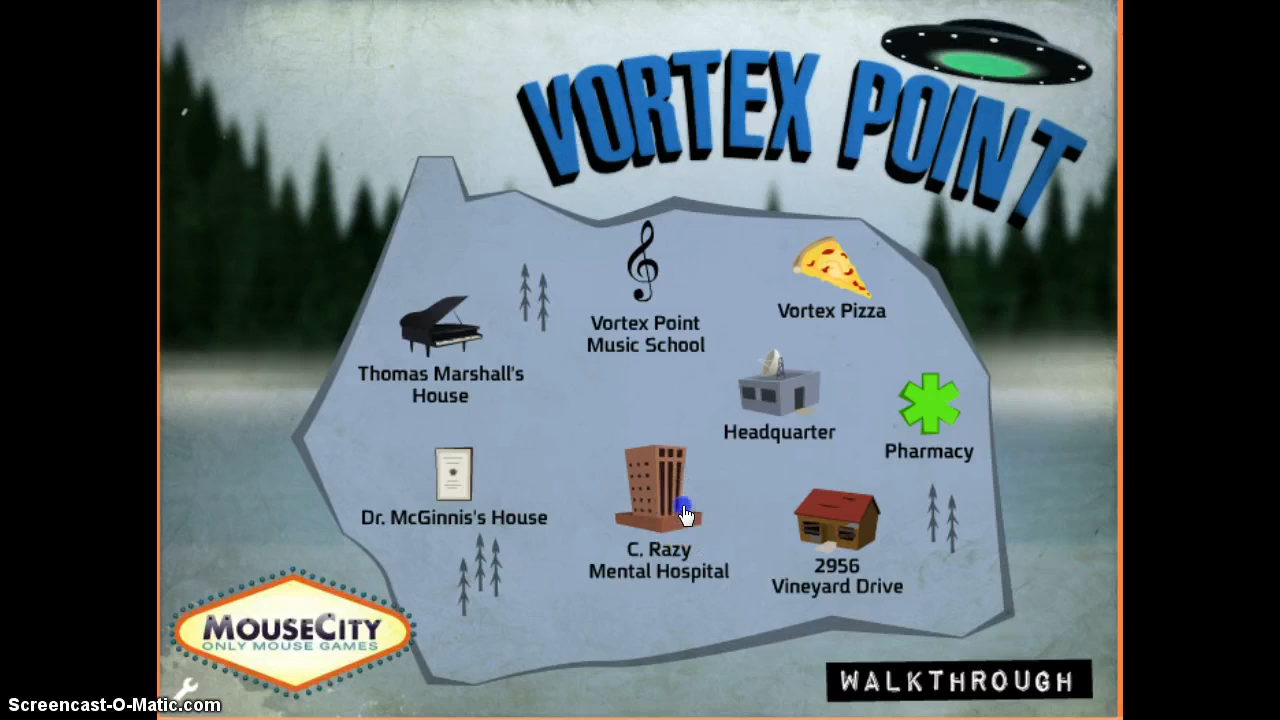 VORTEX POINT
Vortex Pizza
Vortex Point
Music School
Thomas Marshall's
House
Headquarter
Pharmacy
Dr. McGinnis's House
C. Razy
Mental Hospital
2956
Vineyard Drive
MOUSECITY
ONLY MOUSE GAMES
WALKTHROUGH
Screencast-O-Matic.com